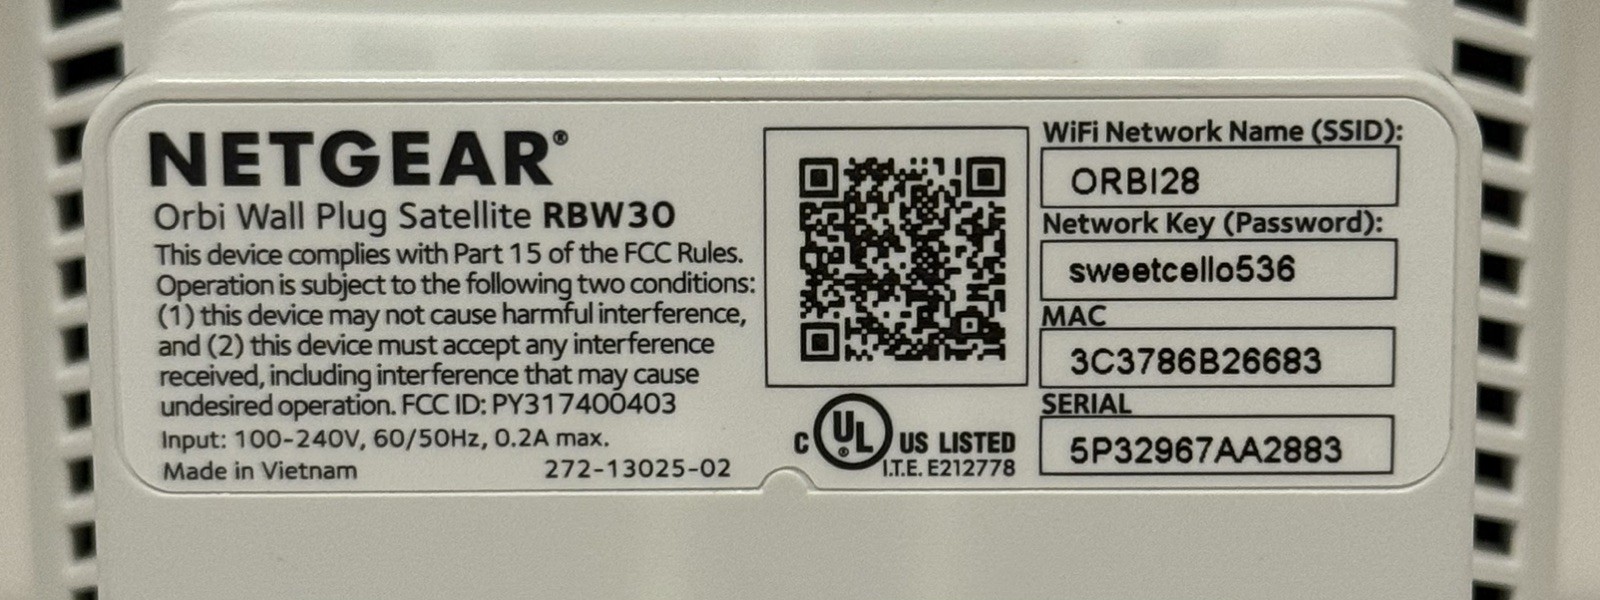 NETGEAR®
Orbi Wall Plug Satellite RBW30
This device complies with Part 15 of the FCC Rules.
Operation is subject to the following two conditions:
(1) this device may not cause harmful interference,
and (2) this device must accept any interference
received, including interference that may cause
undesired operation. FCC ID: PY317400403
Input: 100-240V, 60/50Hz, 0.2A max.
Made in Vietnam 272-13025-02
C UL® US LISTED
I.T.E. E212778
WiFi Network Name (SSID):
ORBI28
Network Key (Password):
sweetcello536
MAC
3C3786B26683
SERIAL
5P32967AA2883